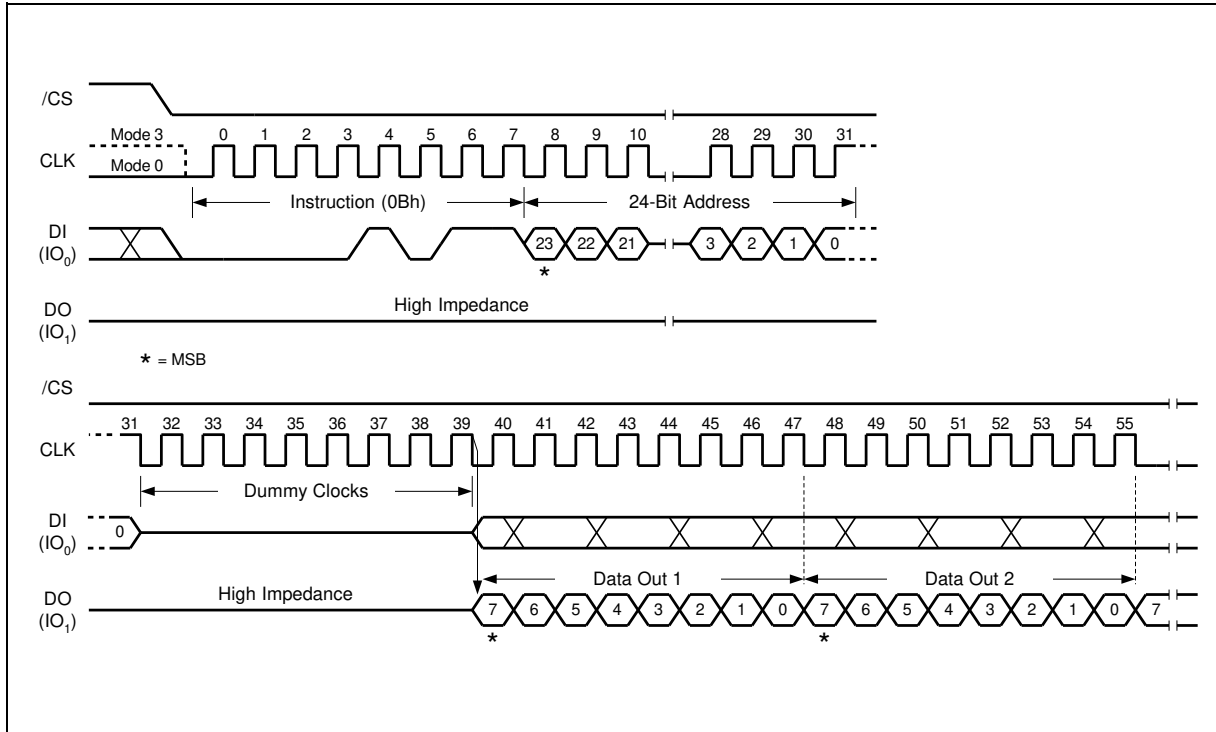 /CS
Mode 3
0 1 2 3 4 5 6 7 8 9 10 28 29 30 31
CLK
Mode 0
Instruction (0Bh)
24-Bit Address
DI
(IO0)
23 22 21 3 2 1 0
*
DO
(IO1)
High Impedance
* = MSB
/CS
31 32 33 34 35 36 37 38 39 40 41 42 43 44 45 46 47 48 49 50 51 52 53 54 55
CLK
Dummy Clocks
DI
(IO0)
0
Data Out 1
Data Out 2
DO
(IO1)
High Impedance
7 6 5 4 3 2 1 0 7 6 5 4 3 2 1 0 7
* *